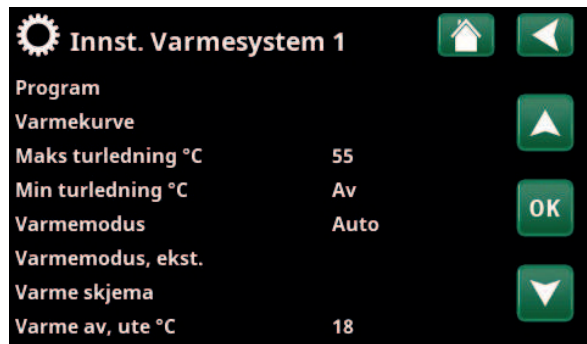 Innst. Varmesystem 1
Program
Varmekurve
Maks turledning °C 55
Min turledning °C Av
Varmemodus Auto
Varmemodus, ekst.
Varme skjema
Varme av, ute °C 18
OK